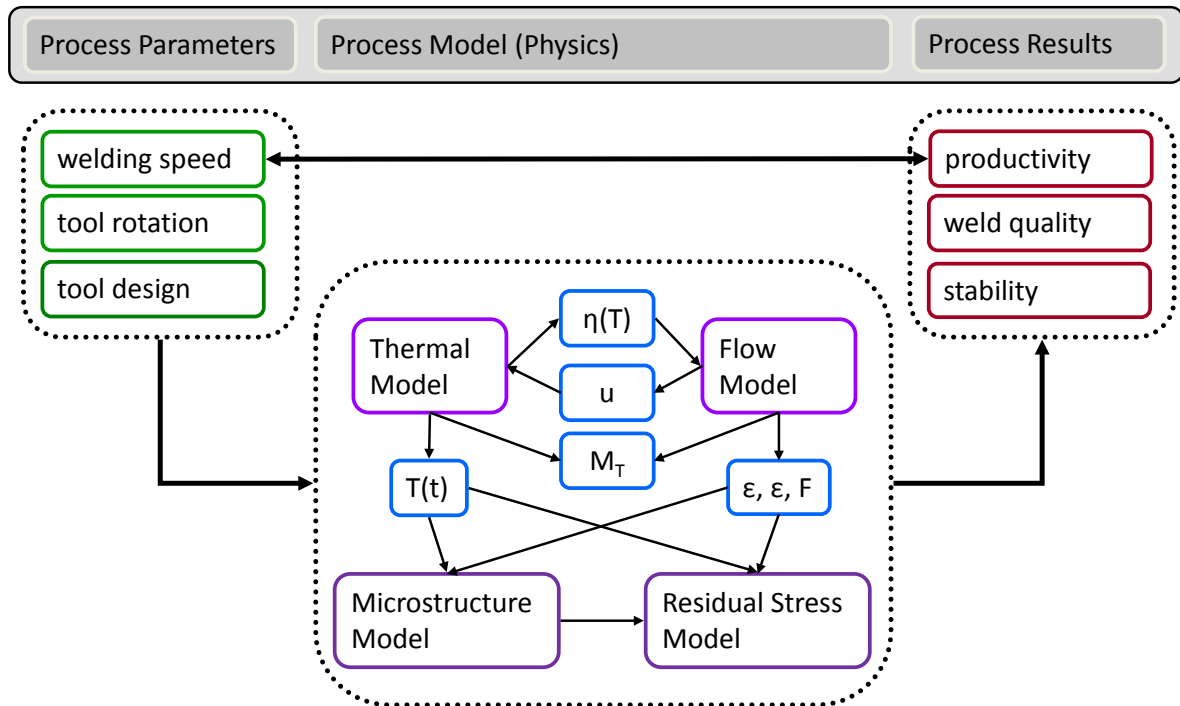 Process Parameters
Process Model (Physics)
Process Results
welding speed
tool rotation
tool design
productivity
weld quality
stability
Thermal
Model
η(T)
u
M_T
Flow
Model
T(t)
ε, ε, F
Microstructure
Model
Residual Stress
Model